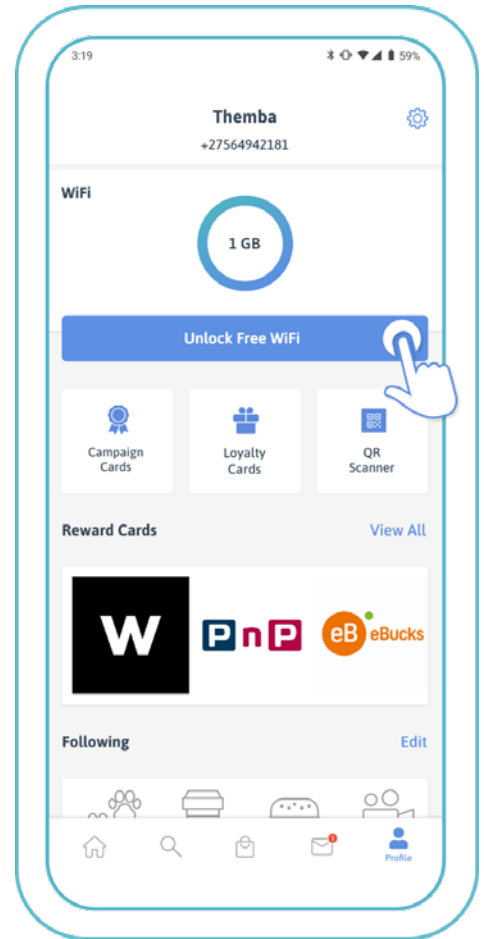 3:19
59%
Themba
+27564942181
WiFi
1 GB
Unlock Free WiFi
Campaign
Cards
Loyalty
Cards
QR
Scanner
Reward Cards
View All
W
PnP
eB eBucks
Following
Edit
1
Profile